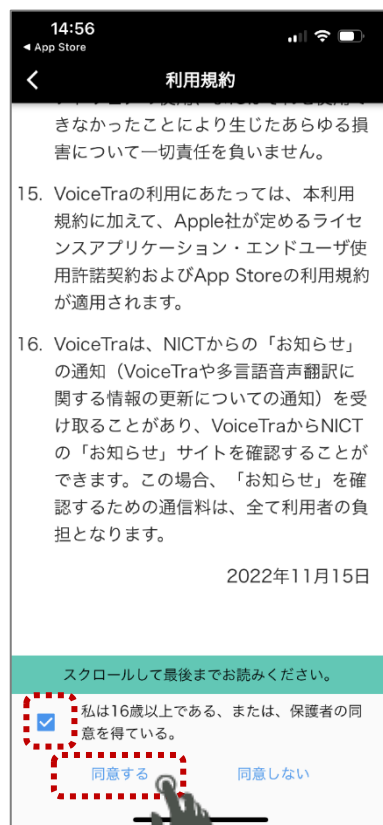 14:56
◀ App Store
利用規約
きなかったことにより生じたあらゆる損
害について一切責任を負いません。
15. VoiceTraの利用にあたっては、本利用
規約に加えて、Apple社が定めるライセ
ンスアプリケーション・エンドユーザ使
用許諾契約およびApp Storeの利用規約
が適用されます。
16. VoiceTraは、NICTからの「お知らせ」
の通知（VoiceTraや多言語音声翻訳に
関する情報の更新についての通知）を受
け取ることがあり、VoiceTraからNICT
の「お知らせ」サイトを確認することが
できます。この場合、「お知らせ」を確
認するための通信料は、全て利用者の負
担となります。
2022年11月15日
スクロールして最後までお読みください。
私は16歳以上である、または、保護者の同
意を得ている。
同意する 同意しない